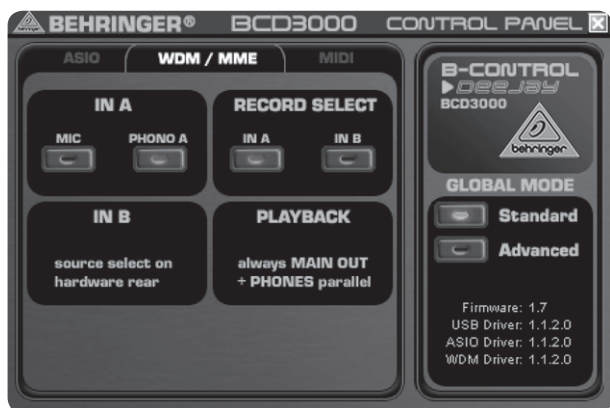 BEHRINGER® BCD3000 CONTROL PANEL X
ASIO WDM / MME MIDI
IN A
MIC PHONO A
RECORD SELECT
IN A IN B
IN B
source select on
hardware rear
PLAYBACK
always MAIN OUT
+ PHONES parallel
B-CONTROL
DEEJAY
BCD3000
behringer
GLOBAL MODE
Standard
Advanced
Firmware: 1.7
USB Driver: 1.1.2.0
ASIO Driver: 1.1.2.0
WDM Driver: 1.1.2.0